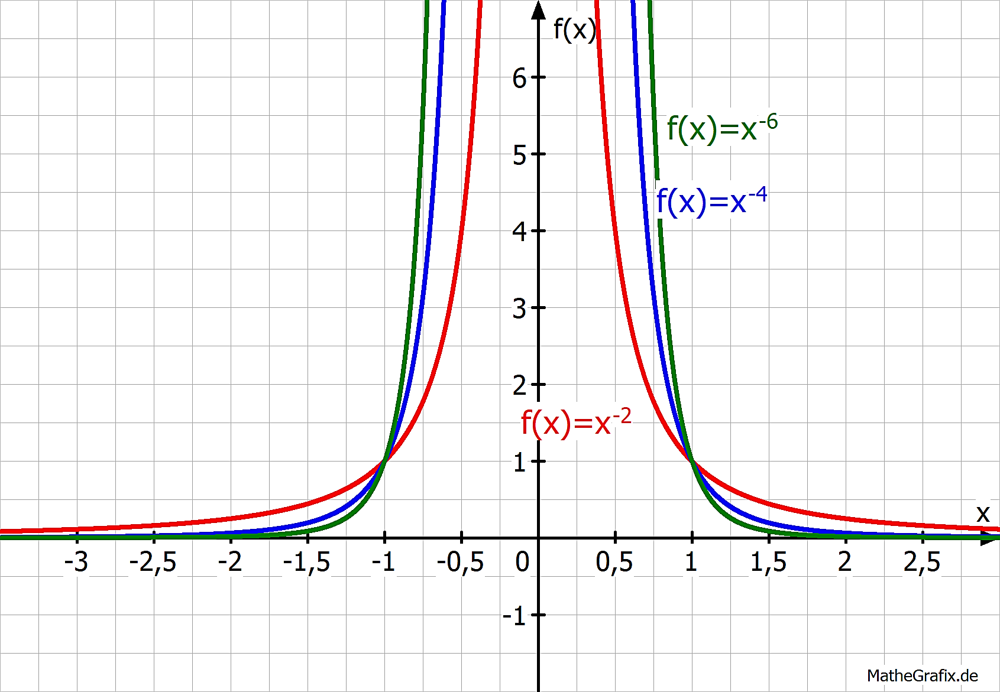 f(x)
6
f(x)=x⁻⁶
5
f(x)=x⁻⁴
4
3
2
f(x)=x⁻²
1
x
-3 -2,5 -2 -1,5 -1 -0,5 0 0,5 1 1,5 2 2,5
-1
MatheGrafix.de